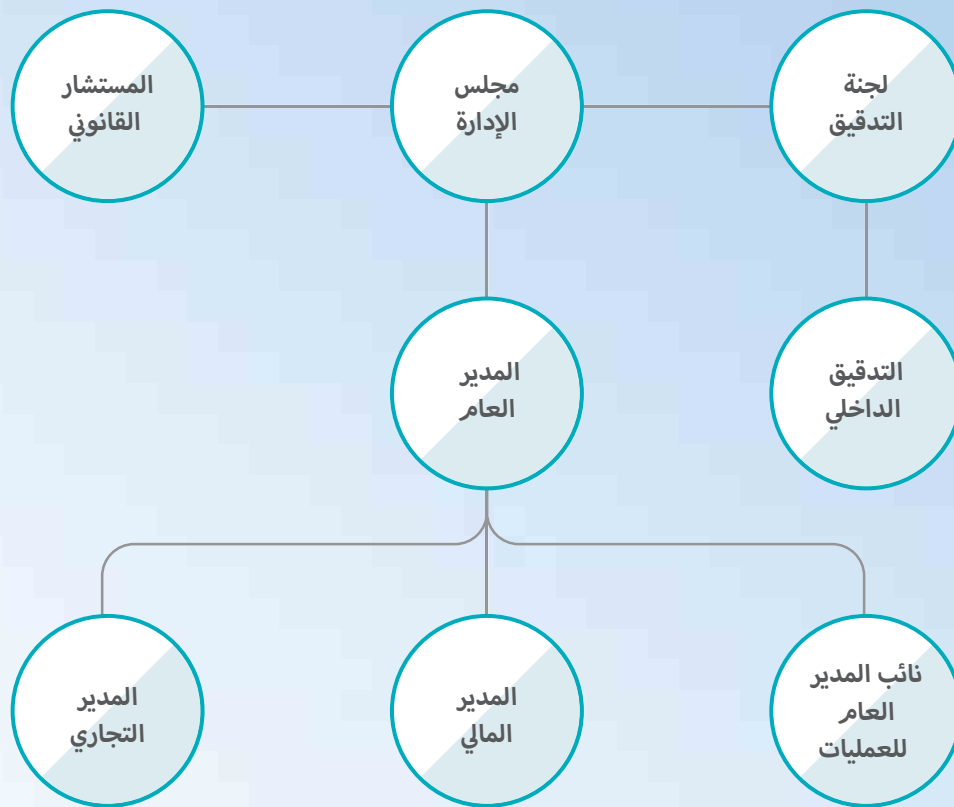 لجنة
التدقيق
مجلس
الإدارة
المستشار
القانوني
التدقيق
الداخلي
المدير
العام
نائب المدير
العام
للعمليات
المدير
المالي
المدير
التجاري